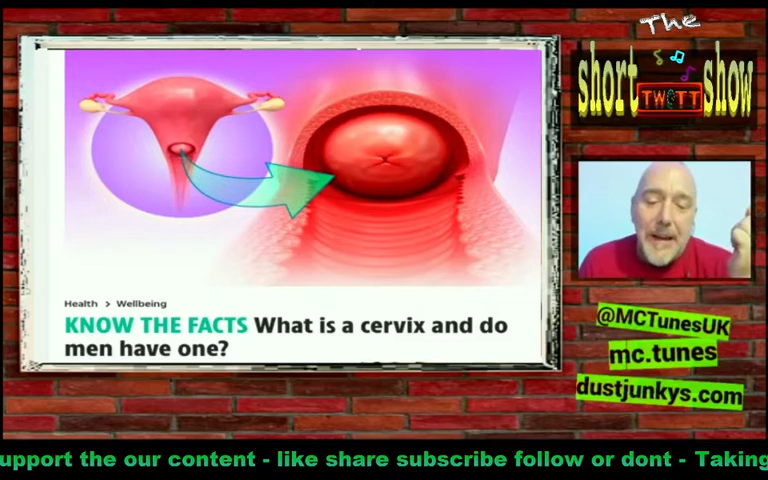 The
short
TWATT
show
Health > Wellbeing
KNOW THE FACTS What is a cervix and do
men have one?
@MCTunesUK
mc.tunes
dustjunkys.com
upport the our content - like share subscribe follow or dont - Taking